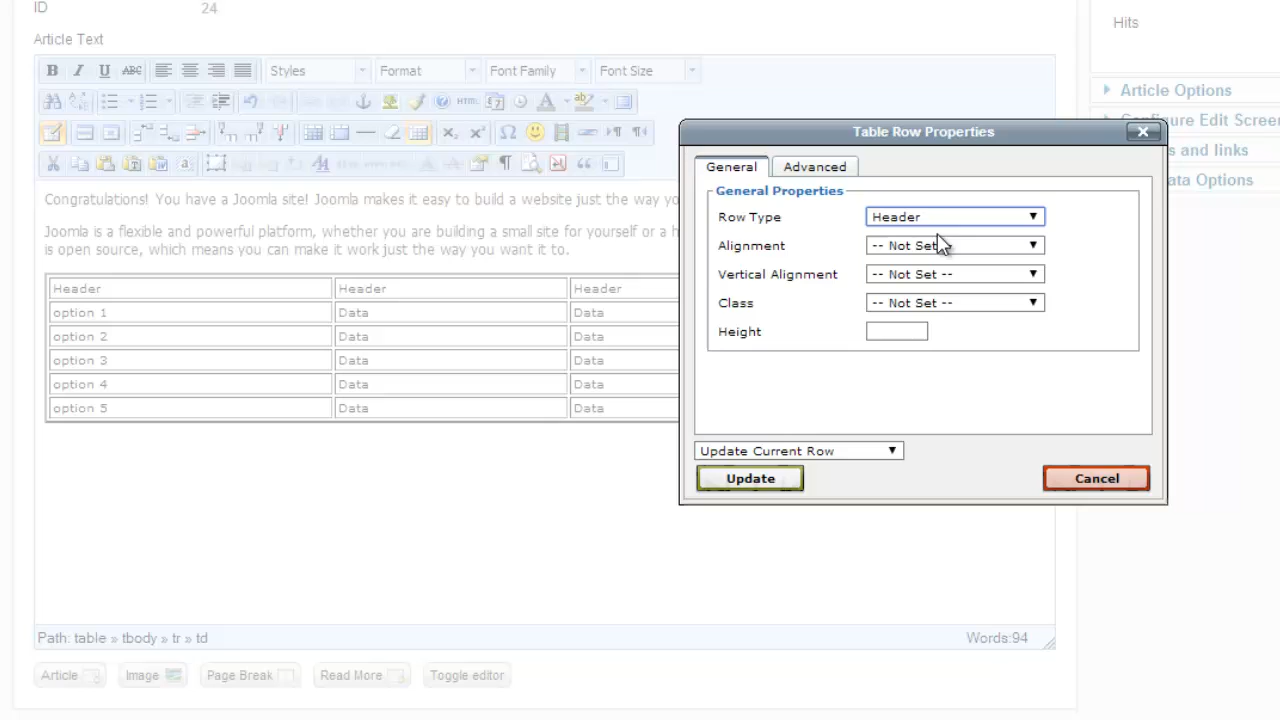 ID 24
Hits
Article Text
B I U ABC Styles Format Font Family Font Size
HTML
Article Options
Table Row Properties
Configure Edit Screen
General Advanced
s and links
ata Options
General Properties
Congratulations! You have a Joomla site! Joomla makes it easy to build a website just the way yo
Row Type Header
Joomla is a flexible and powerful platform, whether you are building a small site for yourself or a h
is open source, which means you can make it work just the way you want it to.
Alignment -- Not Set
Vertical Alignment -- Not Set --
Class -- Not Set --
Height
Header Header Header
option 1 Data Data
option 2 Data Data
option 3 Data Data
option 4 Data Data
option 5 Data Data
Update Current Row
Update Cancel
Path: table » tbody » tr » td Words:94
Article Image Page Break Read More Toggle editor